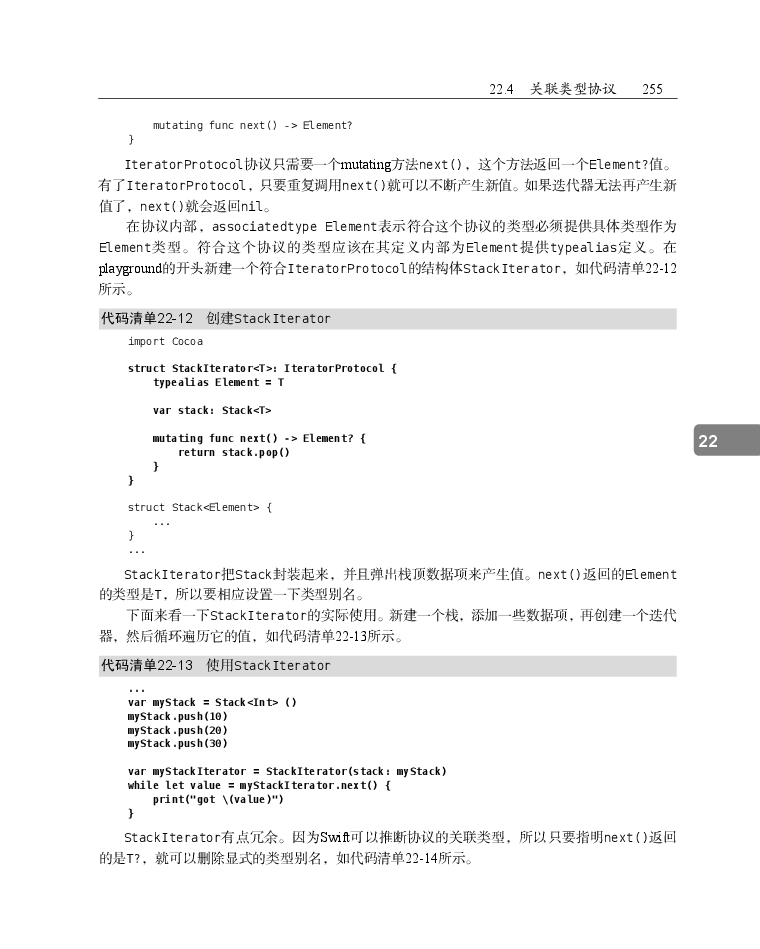 22.4 关联类型协议 255
mutating func next() -> Element?
}
IteratorProtocol协议只需要一个mutating方法next()，这个方法返回一个Element?值。
有了IteratorProtocol，只要重复调用next()就可以不断产生新值。如果迭代器无法再产生新
值了，next()就会返回nil。
在协议内部，associatedtype Element表示符合这个协议的类型必须提供具体类型作为
Element类型。符合这个协议的类型应该在其定义内部为Element提供typealias定义。在
playground的开头新建一个符合IteratorProtocol的结构体StackIterator，如代码清单22-12
所示。
代码清单22-12 创建StackIterator
import Cocoa
struct StackIterator<T>: IteratorProtocol {
typealias Element = T
var stack: Stack<T>
mutating func next() -> Element? {
return stack.pop()
}
}
22
struct Stack<Element> {
...
}
...
StackIterator把Stack封装起来，并且弹出栈顶数据项来产生值。next()返回的Element
的类型是T，所以要相应设置一下类型别名。
下面来看一下StackIterator的实际使用。新建一个栈，添加一些数据项，再创建一个迭代
器，然后循环遍历它的值，如代码清单22-13所示。
代码清单22-13 使用StackIterator
...
var myStack = Stack<Int> ()
myStack.push(10)
myStack.push(20)
myStack.push(30)
var myStackIterator = StackIterator(stack: myStack)
while let value = myStackIterator.next() {
print("got \(value)")
}
StackIterator有点冗余。因为Swift可以推断协议的关联类型，所以只要指明next()返回
的是T?，就可以删除显式的类型别名，如代码清单22-14所示。